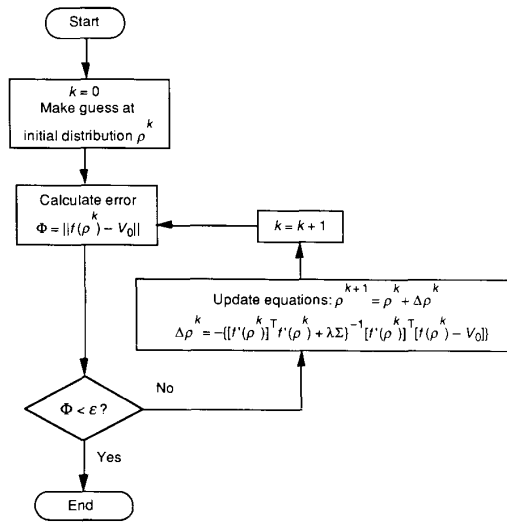 Start
k = 0
Make guess at
initial distribution ρ^k
Calculate error
Φ = ||f(ρ^k) – V₀||
k = k + 1
Update equations: ρ^{k+1} = ρ^k + Δρ^k
Δρ^k = –{[f'(ρ^k)]^T f'(ρ^k) + λΣ}^{–1} [f'(ρ^k)]^T [f(ρ^k) – V₀]}
No
Φ < ε ?
Yes
End